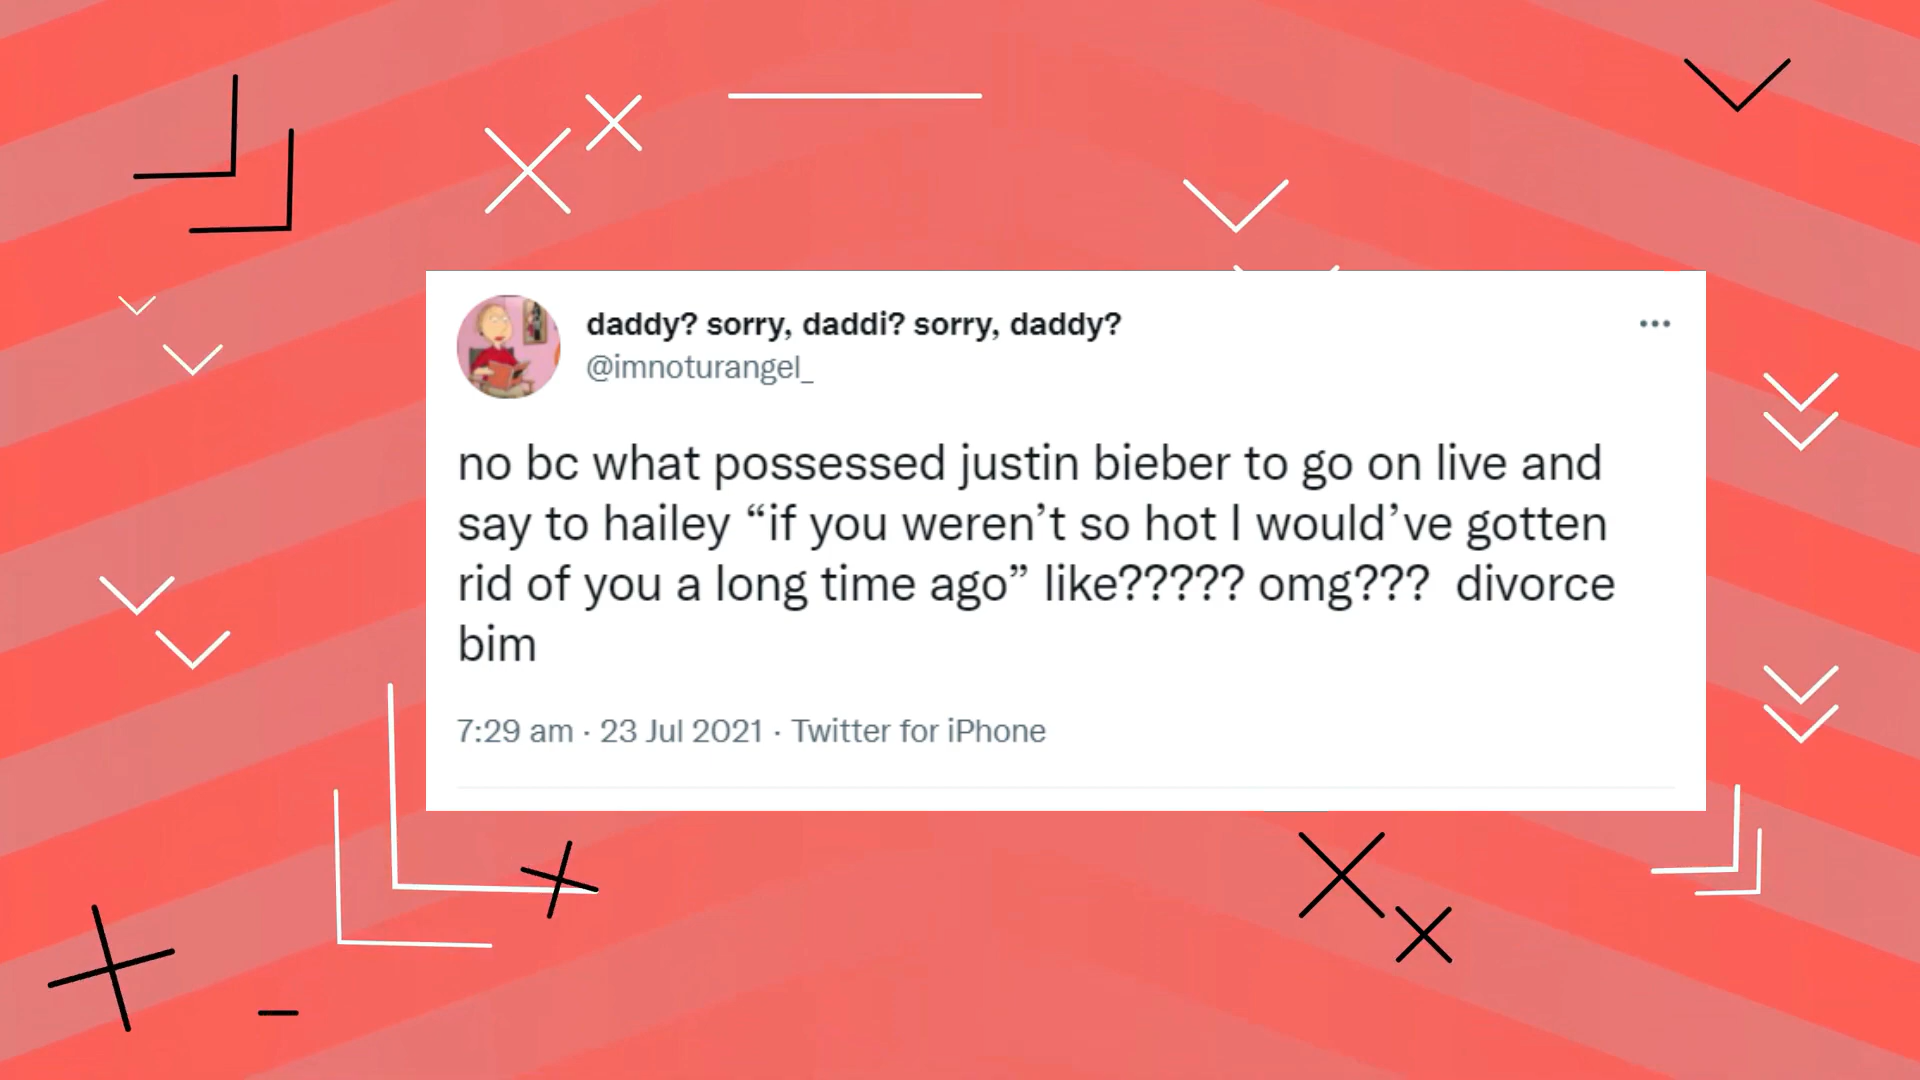 daddy? sorry, daddi? sorry, daddy?
@imnoturangel_
no bc what possessed justin bieber to go on live and
say to hailey “if you weren’t so hot I would’ve gotten
rid of you a long time ago” like????? omg???  divorce
bim
7:29 am · 23 Jul 2021 · Twitter for iPhone